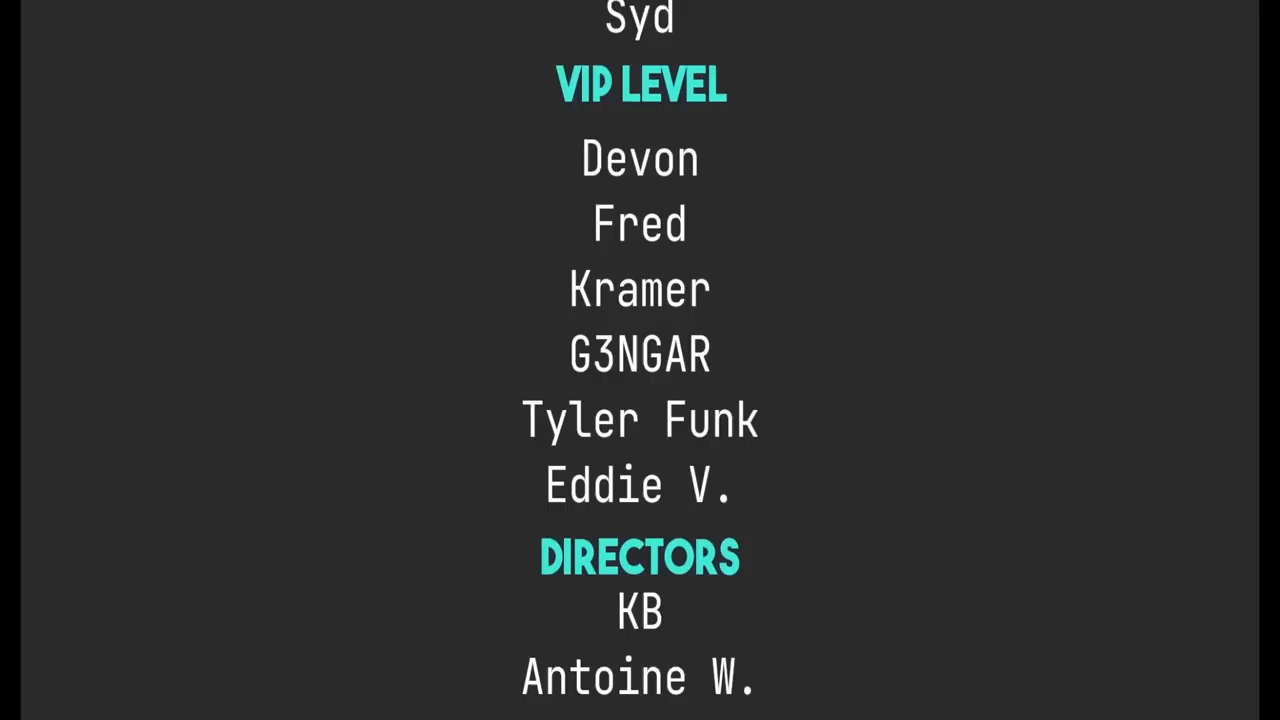 Syd
VIP LEVEL
Devon
Fred
Kramer
G3NGAR
Tyler Funk
Eddie V.
DIRECTORS
KB
Antoine W.